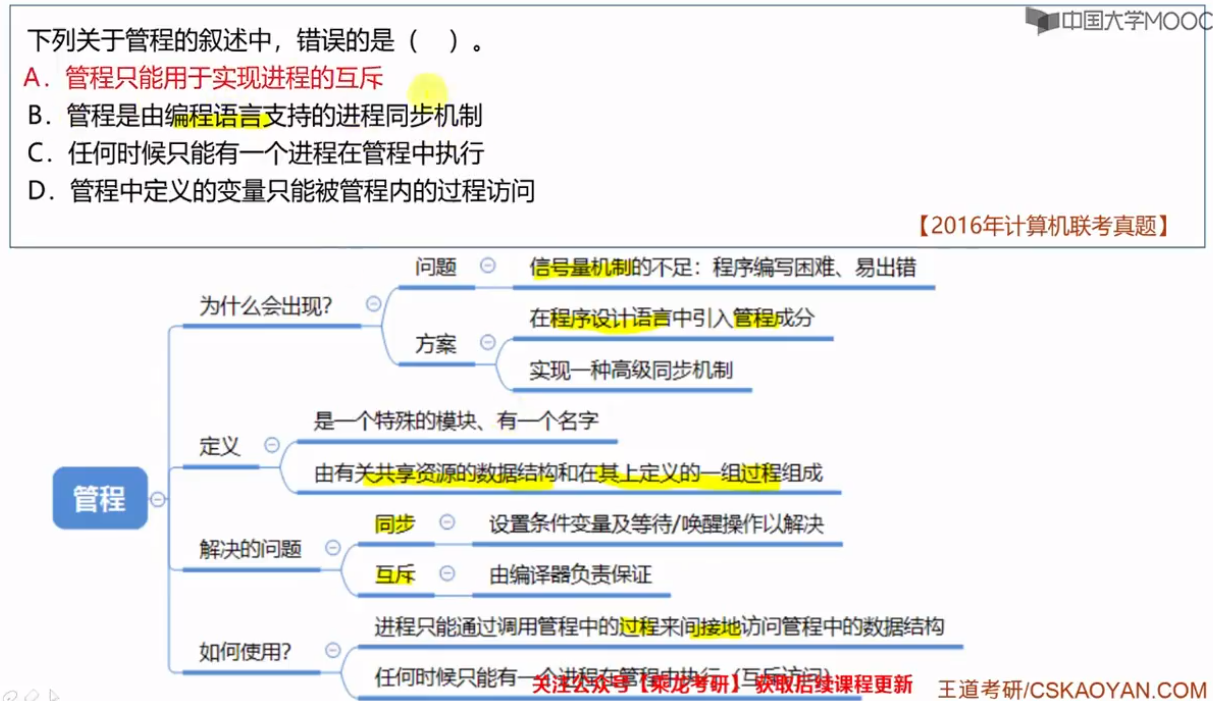 中国大学MOOC
下列关于管程的叙述中，错误的是（ ）。
A．管程只能用于实现进程的互斥
B．管程是由编程语言支持的进程同步机制
C．任何时候只能有一个进程在管程中执行
D．管程中定义的变量只能被管程内的过程访问
【2016年计算机联考真题】
管程
为什么会出现？
问题
信号量机制的不足：程序编写困难、易出错
方案
在程序设计语言中引入管程成分
实现一种高级同步机制
定义
是一个特殊的模块、有一个名字
由有关共享资源的数据结构和在其上定义的一组过程组成
解决的问题
同步
设置条件变量及等待/唤醒操作以解决
互斥
由编译器负责保证
如何使用？
进程只能通过调用管程中的过程来间接地访问管程中的数据结构
任何时候只能有一个进程在管程中执行（互斥访问）
关注公众号【乘龙考研】 获取后续课程更新
王道考研/CSKAOYAN.COM